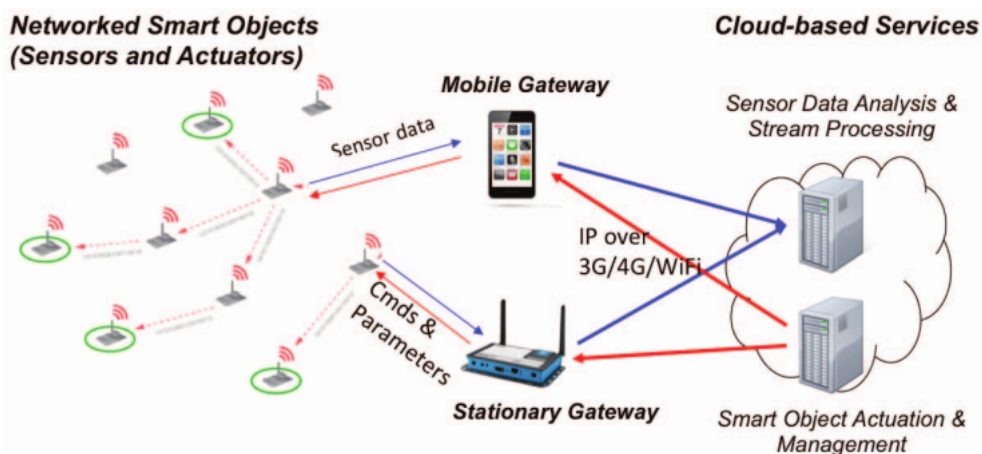 Networked Smart Objects
(Sensors and Actuators)
Cloud-based Services
Mobile Gateway
Sensor Data Analysis &
Stream Processing
Sensor data
7
IP over
3G/4G/WiFi
Cmds &
Parameters
Stationary Gateway
Smart Object Actuation &
Management